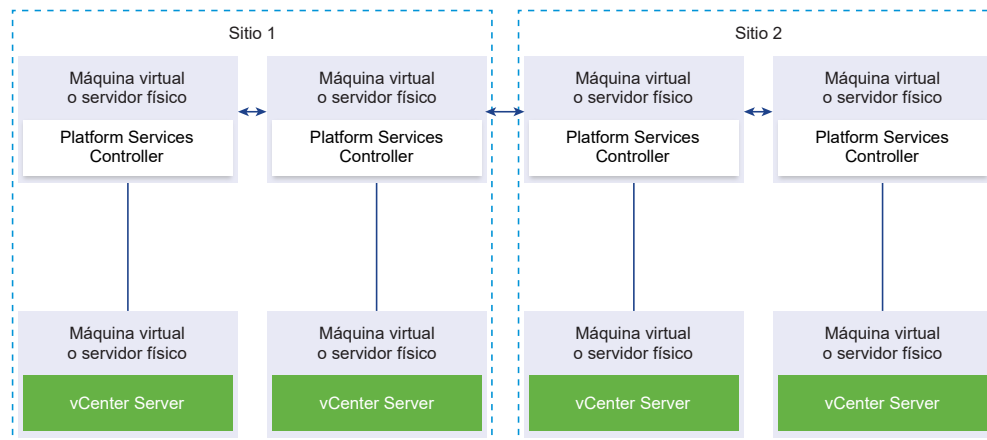 Sitio 1
Máquina virtual
o servidor físico
Platform Services
Controller
Máquina virtual
o servidor físico
Platform Services
Controller
Máquina virtual
o servidor físico
vCenter Server
Máquina virtual
o servidor físico
vCenter Server
Sitio 2
Máquina virtual
o servidor físico
Platform Services
Controller
Máquina virtual
o servidor físico
Platform Services
Controller
Máquina virtual
o servidor físico
vCenter Server
Máquina virtual
o servidor físico
vCenter Server